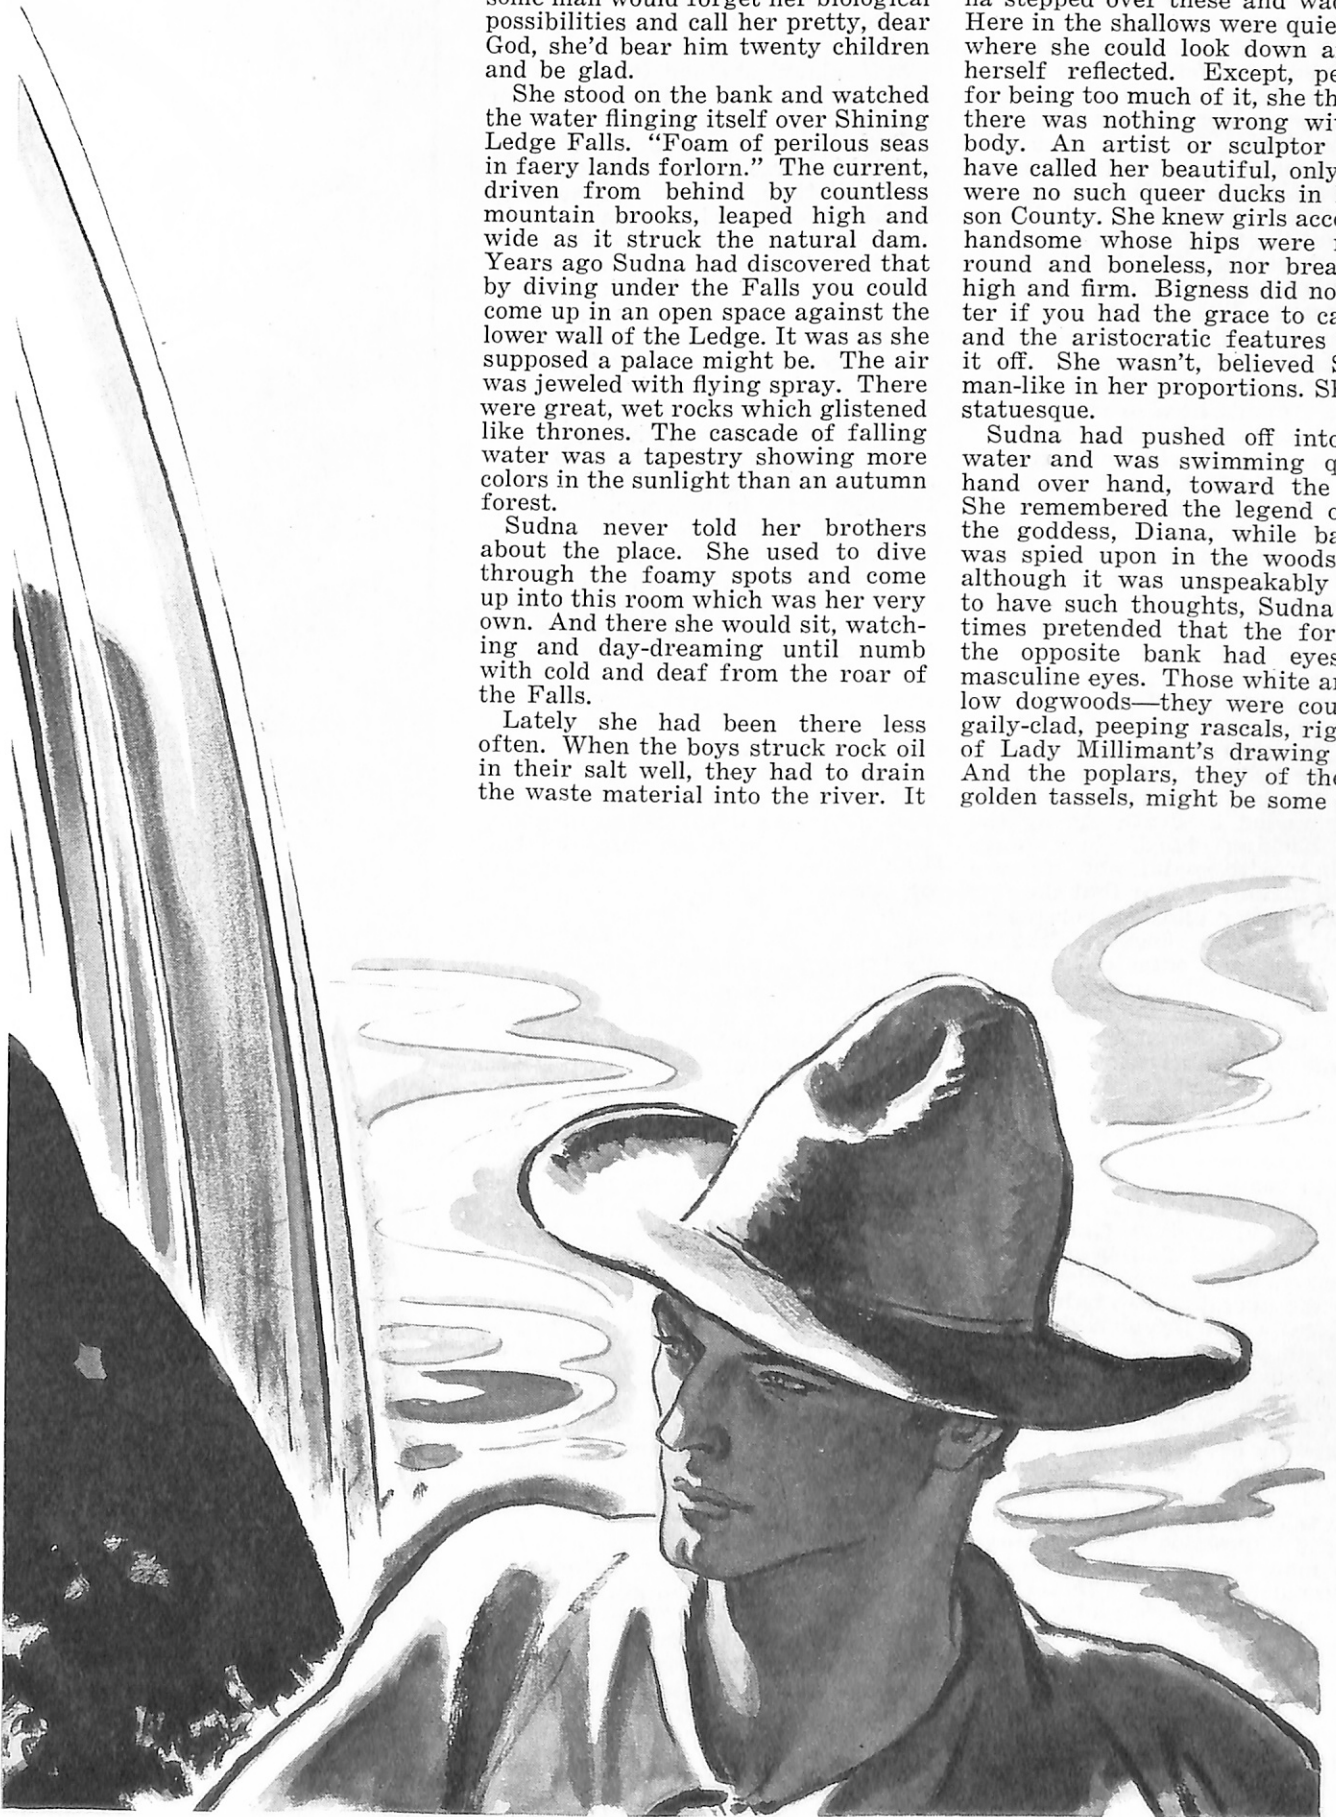 some man would forget her biological
possibilities and call her pretty, dear
God, she'd bear him twenty children
and be glad.
She stood on the bank and watched
the water flinging itself over Shining
Ledge Falls. “Foam of perilous seas
in faery lands forlorn.” The current,
driven from behind by countless
mountain brooks, leaped high and
wide as it struck the natural dam.
Years ago Sudna had discovered that
by diving under the Falls you could
come up in an open space against the
lower wall of the Ledge. It was as she
supposed a palace might be. The air
was jeweled with flying spray. There
were great, wet rocks which glistened
like thrones. The cascade of falling
water was a tapestry showing more
colors in the sunlight than an autumn
forest.
Sudna never told her brothers
about the place. She used to dive
through the foamy spots and come
up into this room which was her very
own. And there she would sit, watch-
ing and day-dreaming until numb
with cold and deaf from the roar of
the Falls.
Lately she had been there less
often. When the boys struck rock oil
in their salt well, they had to drain
the waste material into the river. It
na stepped over these and
Here in the shallows were
where she could look down
herself reflected. Except,
for being too much of it, she
there was nothing wrong
body. An artist or sculptor
have called her beautiful, only
were no such queer ducks in
son County. She knew girls
handsome whose hips were
round and boneless, nor
high and firm. Bigness did
ter if you had the grace to
and the aristocratic features
it off. She wasn't, believed
man-like in her proportions.
statuesque.
Sudna had pushed off
water and was swimming
hand over hand, toward the
She remembered the legend
the goddess, Diana, while
was spied upon in the woods
although it was unspeakably
to have such thoughts, Sudna
times pretended that the
the opposite bank had eyes
masculine eyes. Those white
low dogwoods—they were
gaily-clad, peeping rascals,
of Lady Millimant's drawing
And the poplars, they of
golden tassels, might be some